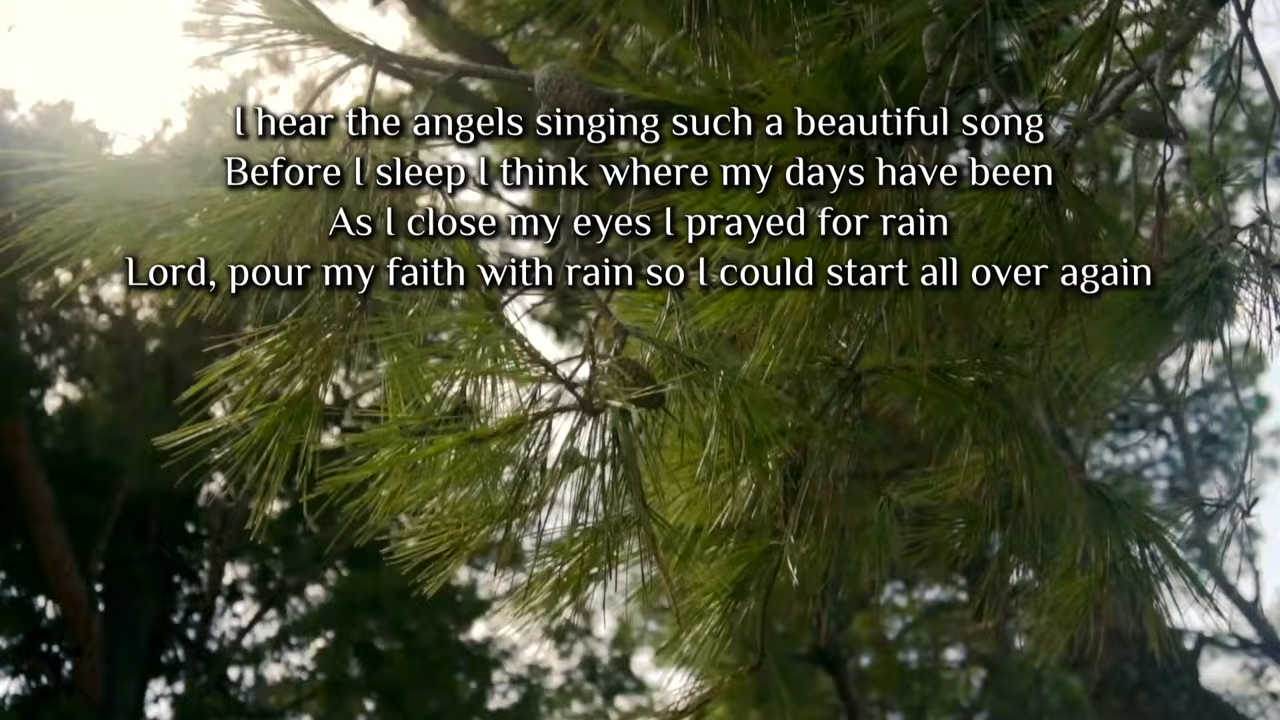 I hear the angels singing such a beautiful song
Before I sleep I think where my days have been
As I close my eyes I prayed for rain
Lord, pour my faith with rain so I could start all over again